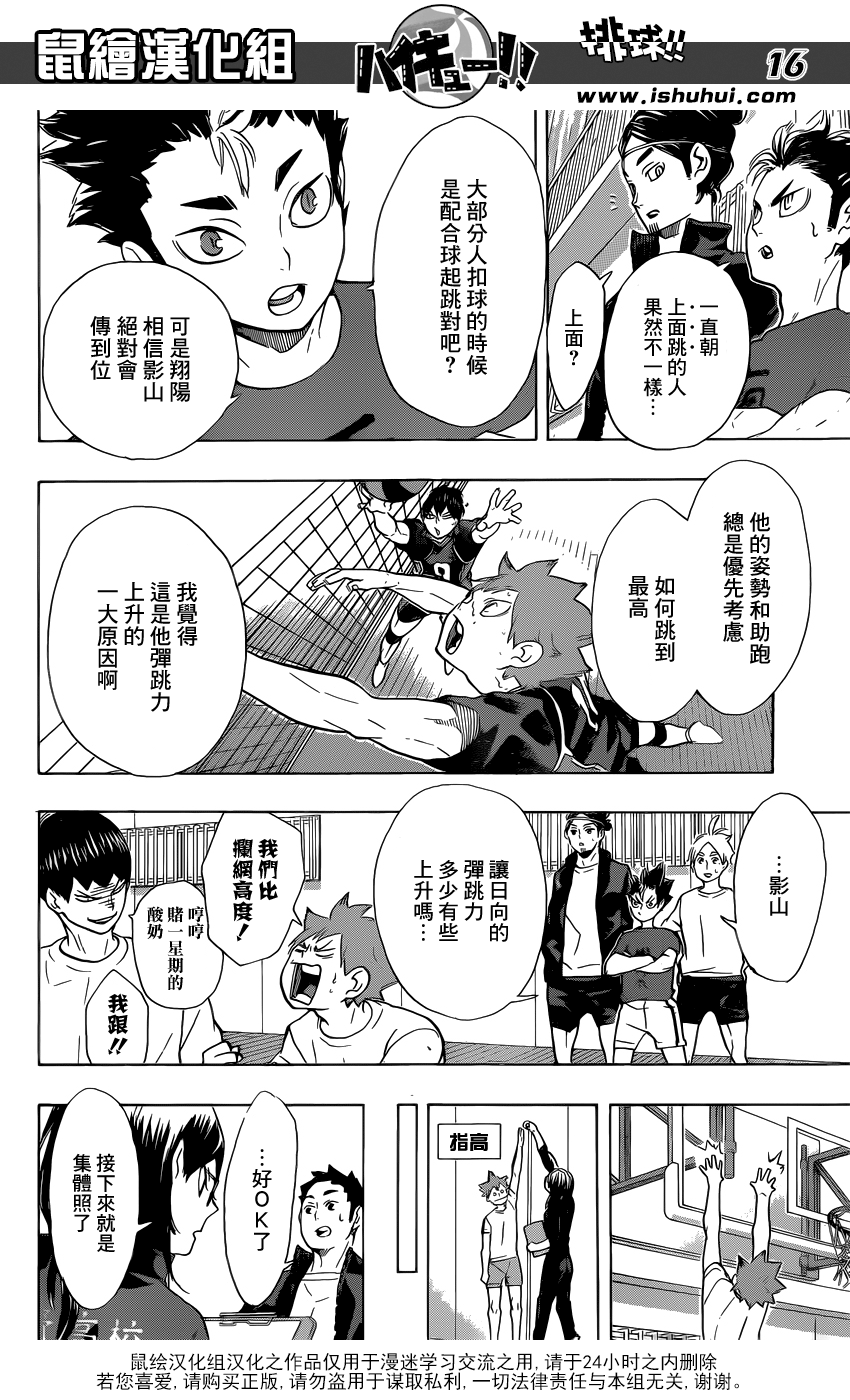 鼠繪漢化組
ハイキュー!!
排球!!
16
www.ishuhui.com
一直朝
上面跳的人
果然不一樣…
上面?
大部分人扣球的時候
是配合球起跳對吧?
可是翔陽
相信影山
絕對會
傳到位
他的姿勢和助跑
總是優先考慮
如何跳到
最高
我覺得
這是他彈跳力
上升的
一大原因啊
…影山
讓日向的
彈跳力
多少有些
上升嗎…
我們比
攔網高度!
哼哼
賭一星期的
酸奶
我跟!!
指高
…好OK了
接下來就是
集體照了
高校
鼠绘汉化组汉化之作品仅用于漫迷学习交流之用,请于24小时之内删除
若您喜爱,请购买正版,请勿盗用于谋取私利,一切法律责任与本组无关,谢谢。